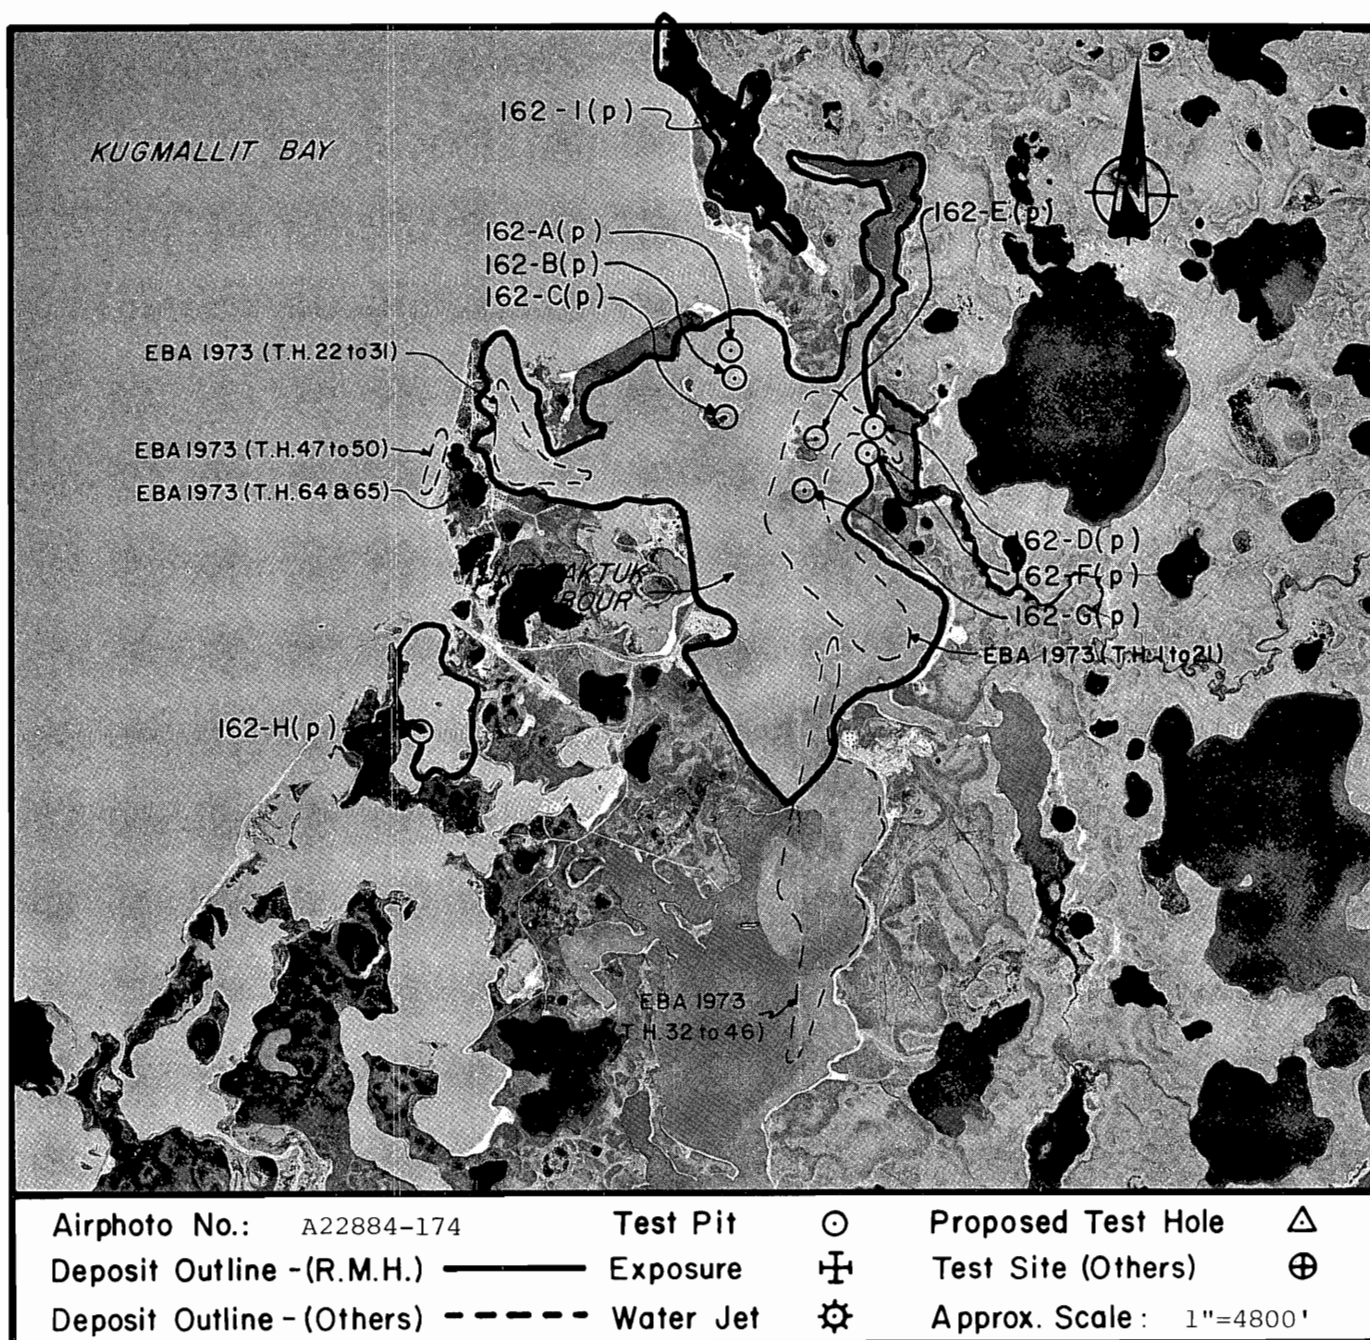 KUGMALLIT BAY
162-I(p)
162-E(p)
162-A(p)
162-B(p)
162-C(p)
EBA 1973 (T.H. 22 to 31)
EBA 1973 (T.H. 47 to 50)
EBA 1973 (T.H. 64 & 65)
162-D(p)
162-F(p)
162-G(p)
EBA 1973 (T.H. 1 to 21)
162-H(p)
EBA 1973
(T.H. 32 to 46)
Airphoto No.: A22884-174 Test Pit Proposed Test Hole
Deposit Outline - (R.M.H.) Exposure Test Site (Others)
Deposit Outline - (Others) Water Jet Approx. Scale: 1"=4800'